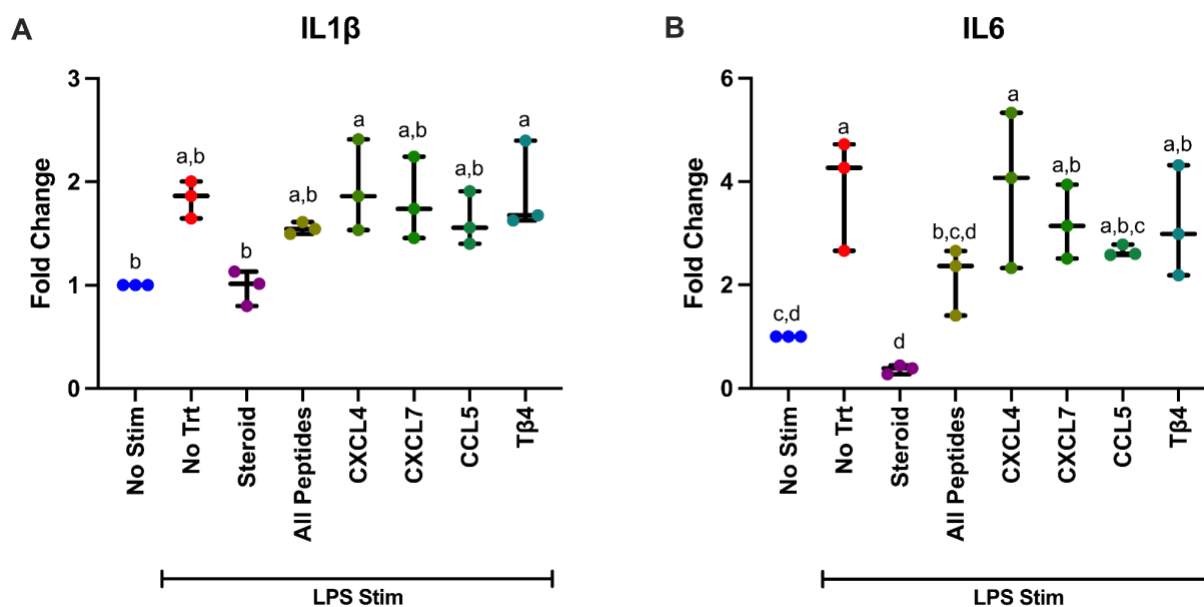 A
IL1β
3
2
1
0
Fold Change
b
a,b
b
a,b
a
a,b
a,b
a
No Stim
No Trt
Steroid
All Peptides
CXCL4
CXCL7
CCL5
Tβ4
LPS Stim
B
IL6
6
4
2
0
Fold Change
c,d
a
d
b,c,d
a
a,b
a,b,c
a,b
No Stim
No Trt
Steroid
All Peptides
CXCL4
CXCL7
CCL5
Tβ4
LPS Stim